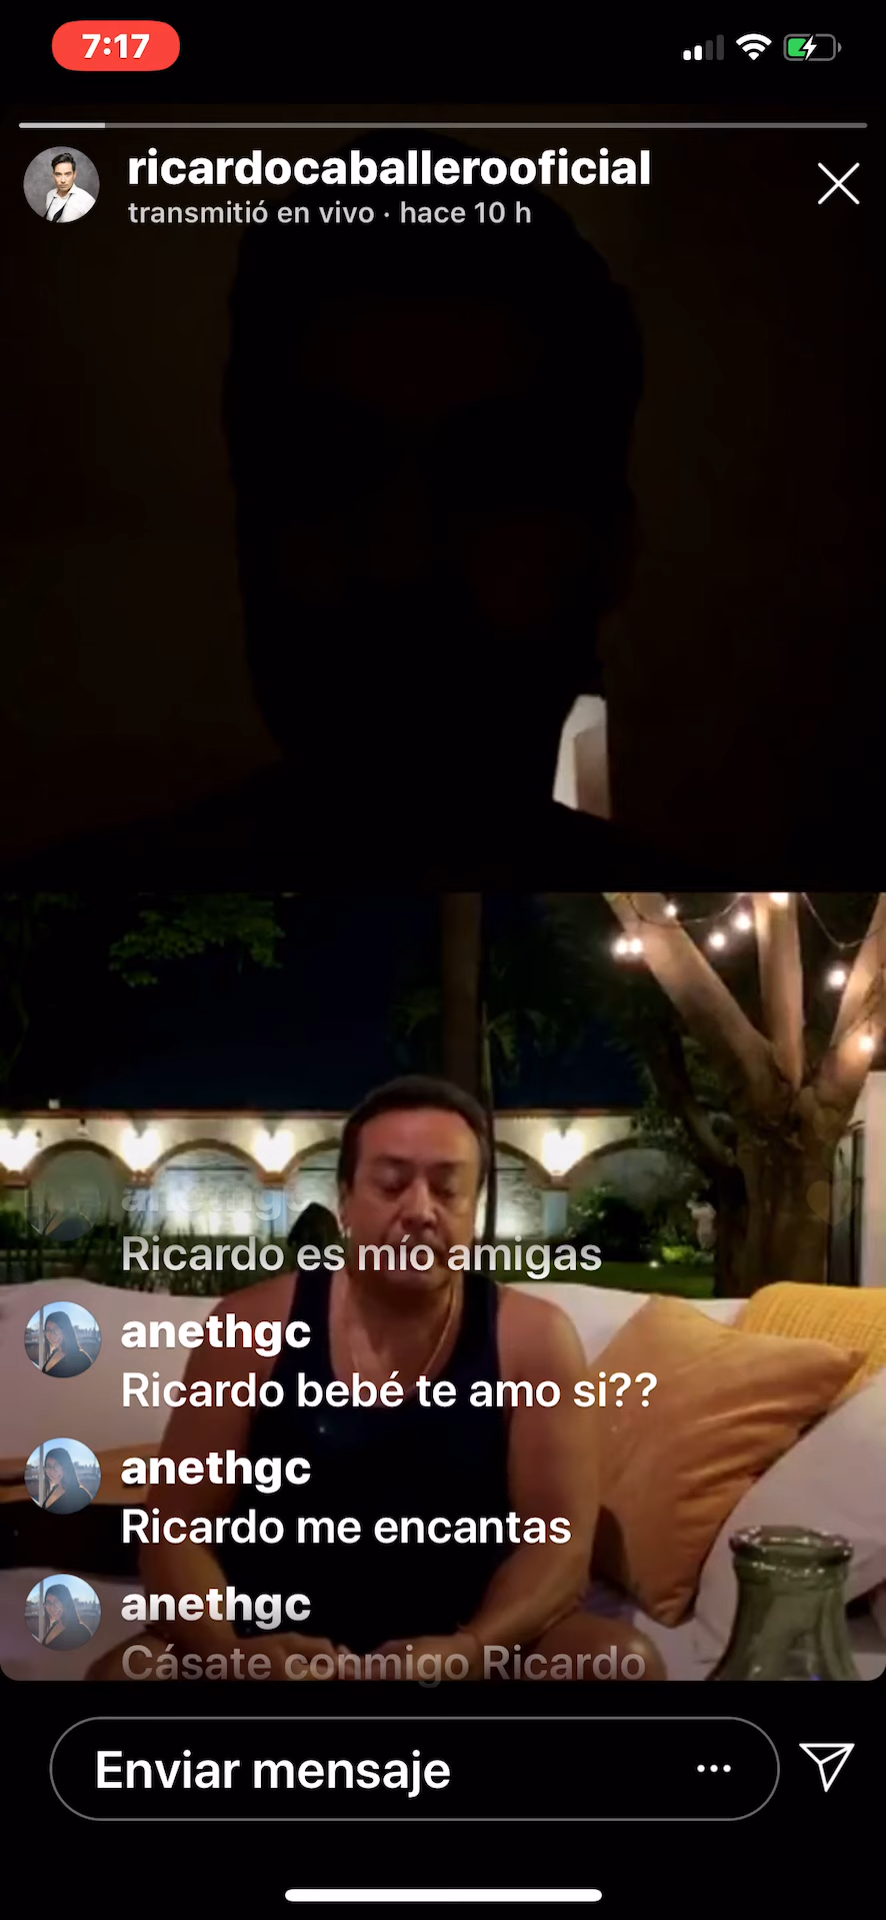 7:17
ricardocaballerooficial
transmitió en vivo · hace 10 h
anethgc
Ricardo es mío amigas
anethgc
Ricardo bebé te amo si??
anethgc
Ricardo me encantas
anethgc
Cásate conmigo Ricardo
Enviar mensaje